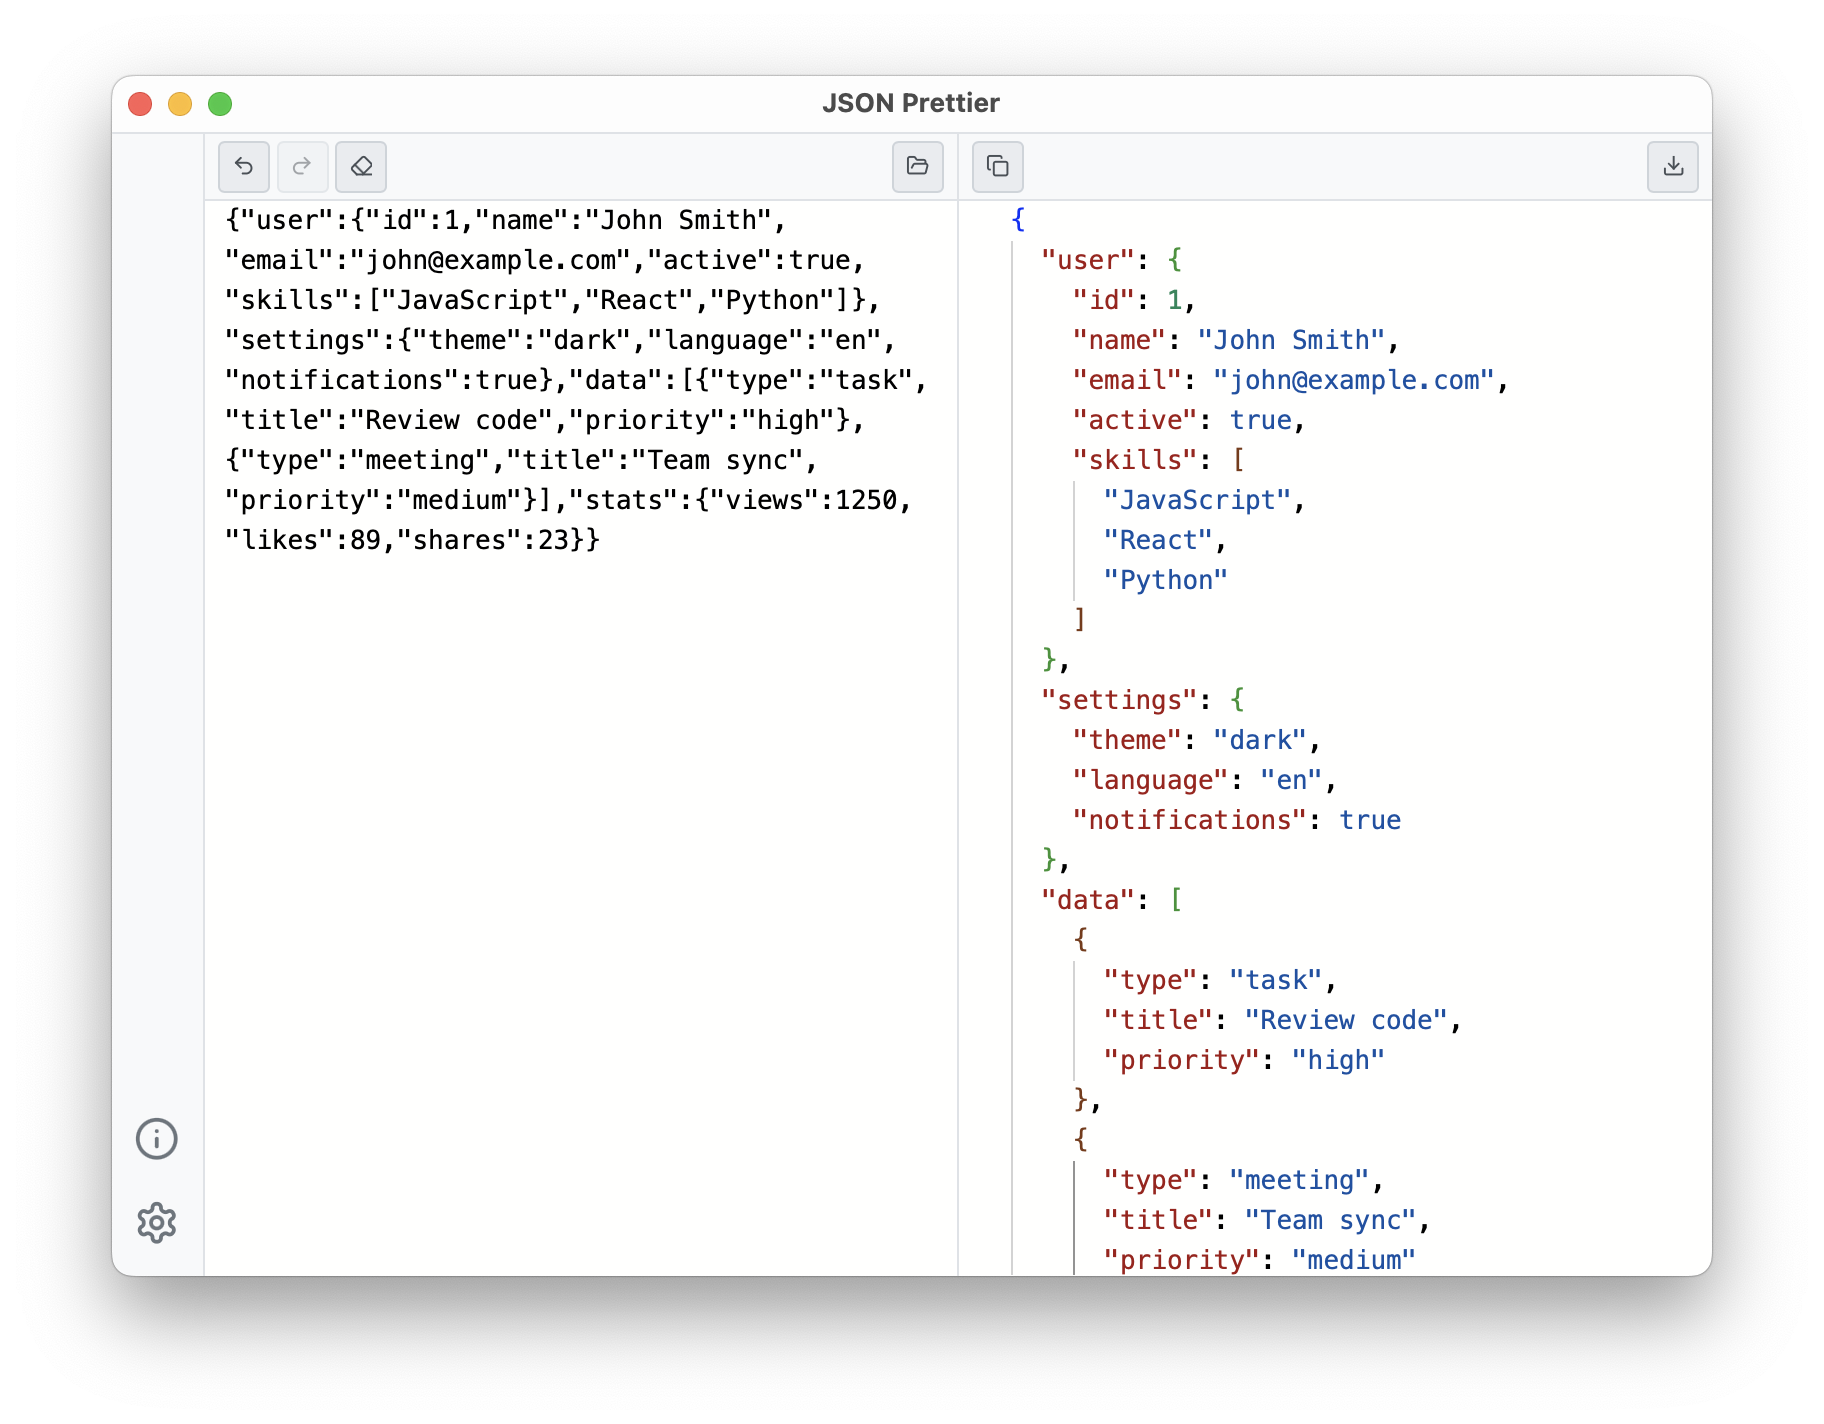 JSON Prettier
{"user":{"id":1,"name":"John Smith",
"email":"john@example.com","active":true,
"skills":["JavaScript","React","Python"]},
"settings":{"theme":"dark","language":"en",
"notifications":true},"data":[{"type":"task",
"title":"Review code","priority":"high"},
{"type":"meeting","title":"Team sync",
"priority":"medium"}],"stats":{"views":1250,
"likes":89,"shares":23}}
{
  "user": {
    "id": 1,
    "name": "John Smith",
    "email": "john@example.com",
    "active": true,
    "skills": [
      "JavaScript",
      "React",
      "Python"
    ]
  },
  "settings": {
    "theme": "dark",
    "language": "en",
    "notifications": true
  },
  "data": [
    {
      "type": "task",
      "title": "Review code",
      "priority": "high"
    },
    {
      "type": "meeting",
      "title": "Team sync",
      "priority": "medium"